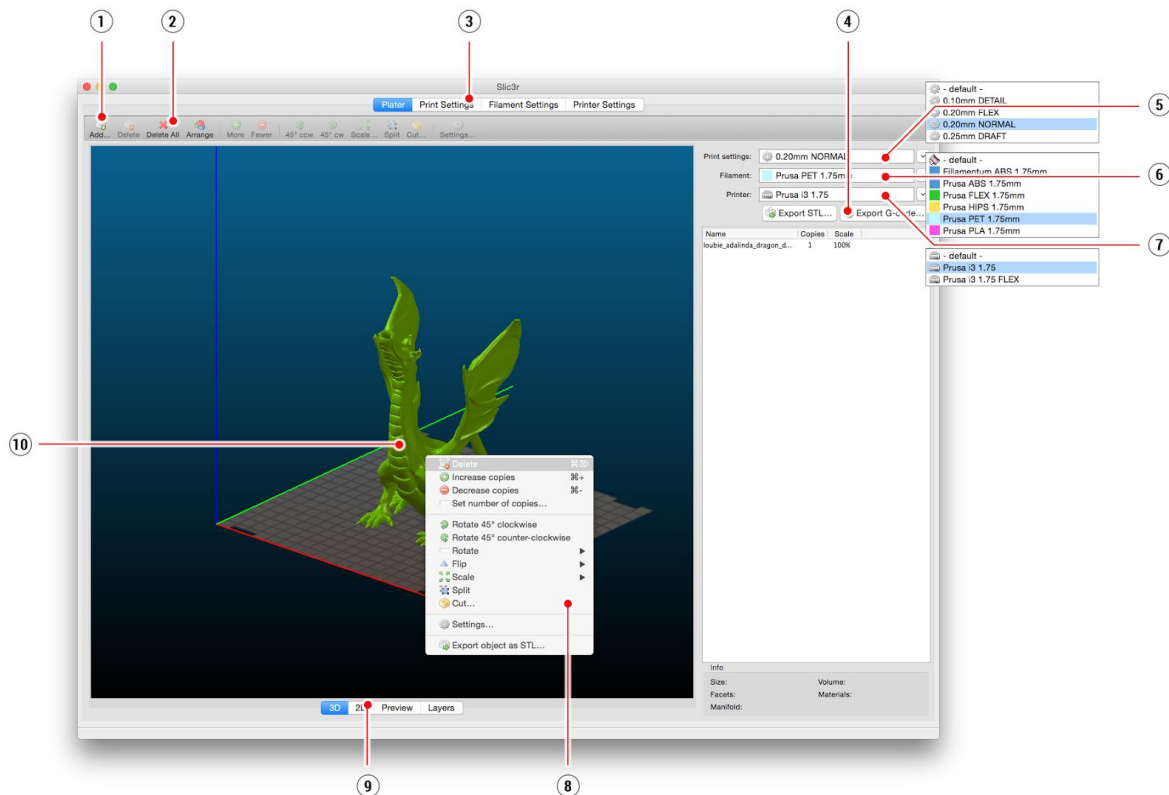 1
2
3
4
Slic3r
Plater Print Settings Filament Settings Printer Settings
Add... Delete Delete All Arrange More Fewer 45° ccw 45° cw Scale... Split Cut... Settings...
- default -
0.10mm DETAIL
0.20mm FLEX
0.20mm NORMAL
0.25mm DRAFT
5
Print settings: 0.20mm NORMAL
Filament: Prusa PET 1.75mm
Printer: Prusa i3 1.75
Export STL... Export G-code...
- default -
Fillamentum ABS 1.75mm
Prusa ABS 1.75mm
Prusa FLEX 1.75mm
Prusa HIPS 1.75mm
Prusa PET 1.75mm
Prusa PLA 1.75mm
6
7
- default -
Prusa i3 1.75
Prusa i3 1.75 FLEX
Name Copies Scale
loubie_adalinda_dragon_d... 1 100%
10
Delete ⌘⌦
Increase copies ⌘+
Decrease copies ⌘-
Set number of copies...
Rotate 45° clockwise
Rotate 45° counter-clockwise
Rotate
Flip
Scale
Split
Cut...
Settings...
Export object as STL...
Info
Size: Volume:
Facets: Materials:
Manifold:
3D 2D Preview Layers
9
8